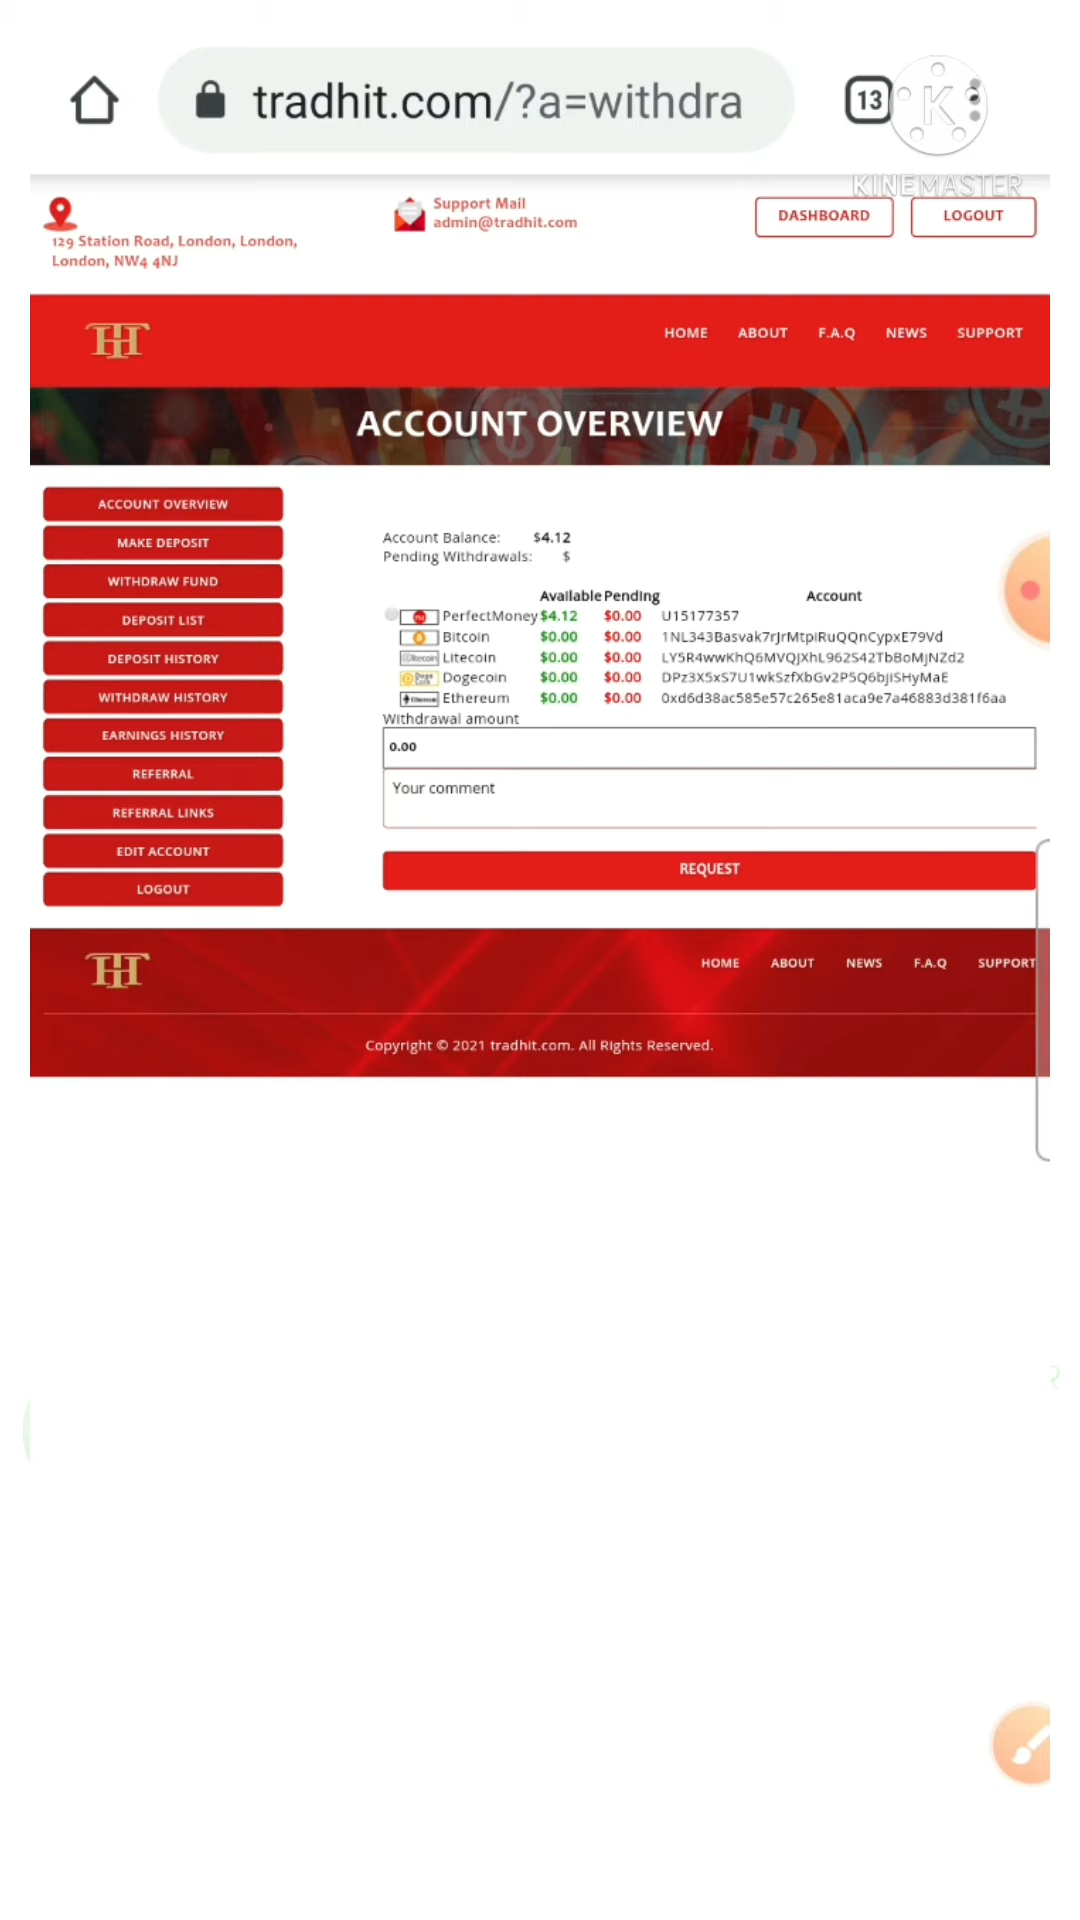 tradhit.com/?a=withdra
13
K
KINEMASTER
129 Station Road, London, London,
London, NW4 4NJ
Support Mail
admin@tradhit.com
DASHBOARD
LOGOUT
HOME ABOUT F.A.Q NEWS SUPPORT
ACCOUNT OVERVIEW
ACCOUNT OVERVIEW
MAKE DEPOSIT
WITHDRAW FUND
DEPOSIT LIST
DEPOSIT HISTORY
WITHDRAW HISTORY
EARNINGS HISTORY
REFERRAL
REFERRAL LINKS
EDIT ACCOUNT
LOGOUT
Account Balance: $4.12
Pending Withdrawals: $
Available Pending Account
PerfectMoney $4.12 $0.00 U15177357
Bitcoin $0.00 $0.00 1NL343Basvak7rJrMtpiRuQQnCypxE79Vd
Litecoin $0.00 $0.00 LY5R4wwKhQ6MVQJXhL962S42TbBoMjNZd2
Dogecoin $0.00 $0.00 DPz3X5xS7U1wkSzfXbGv2P5Q6bjiSHyMaE
Ethereum $0.00 $0.00 0xd6d38ac585e57c265e81aca9e7a46883d381f6aa
Withdrawal amount
0.00
Your comment
REQUEST
HOME ABOUT NEWS F.A.Q SUPPORT
Copyright © 2021 tradhit.com. All Rights Reserved.